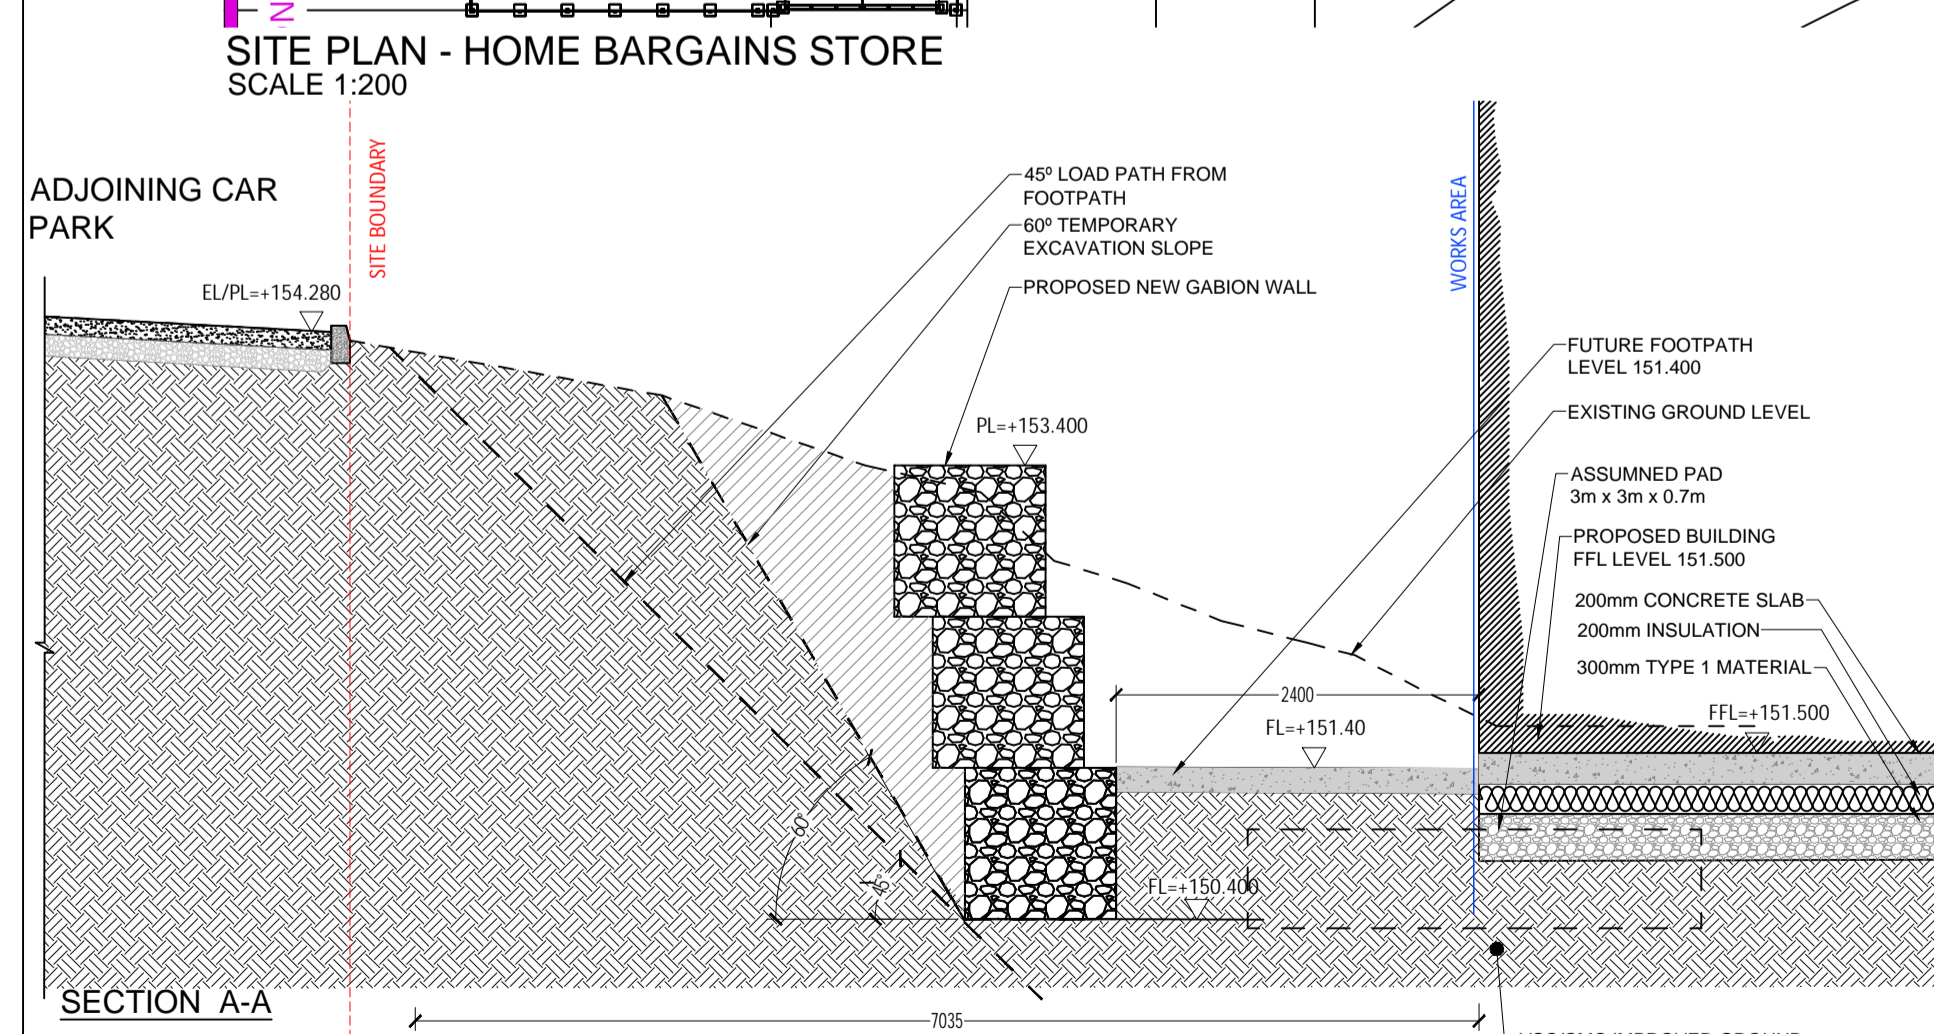 SITE PLAN - HOME BARGAINS STORE
SCALE 1:200
ADJOINING CAR
PARK
SITE BOUNDARY
EL/PL=+154.280
45º LOAD PATH FROM
FOOTPATH
60º TEMPORARY
EXCAVATION SLOPE
PROPOSED NEW GABION WALL
PL=+153.400
WORKS AREA
FUTURE FOOTPATH
LEVEL 151.400
EXISTING GROUND LEVEL
ASSUMNED PAD
3m x 3m x 0.7m
PROPOSED BUILDING
FFL LEVEL 151.500
200mm CONCRETE SLAB
200mm INSULATION
300mm TYPE 1 MATERIAL
2400
FL=+151.40
FFL=+151.500
60°
45°
FL=+150.400
SECTION A-A
7035